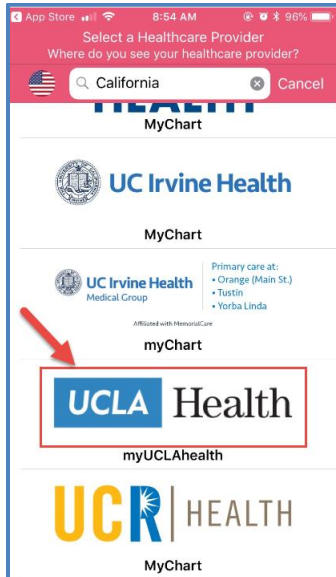 App Store 8:54 AM 96%
Select a Healthcare Provider
Where do you see your healthcare provider?
California Cancel
HEALTH
MyChart
UC Irvine Health
MyChart
UC Irvine Health
Medical Group
Primary care at:
• Orange (Main St.)
• Tustin
• Yorba Linda
Affiliated with MemorialCare
myChart
UCLA Health
myUCLAhealth
UCR HEALTH
MyChart